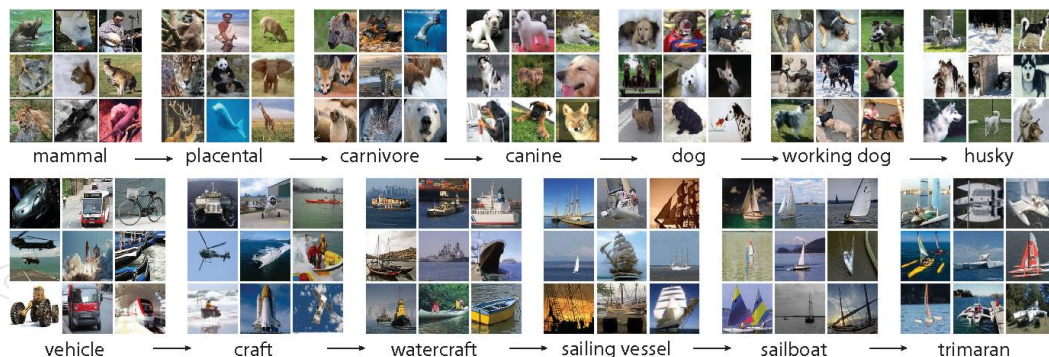 mammal → placental → carnivore → canine → dog → working dog → husky
vehicle → craft → watercraft → sailing vessel → sailboat → trimaran